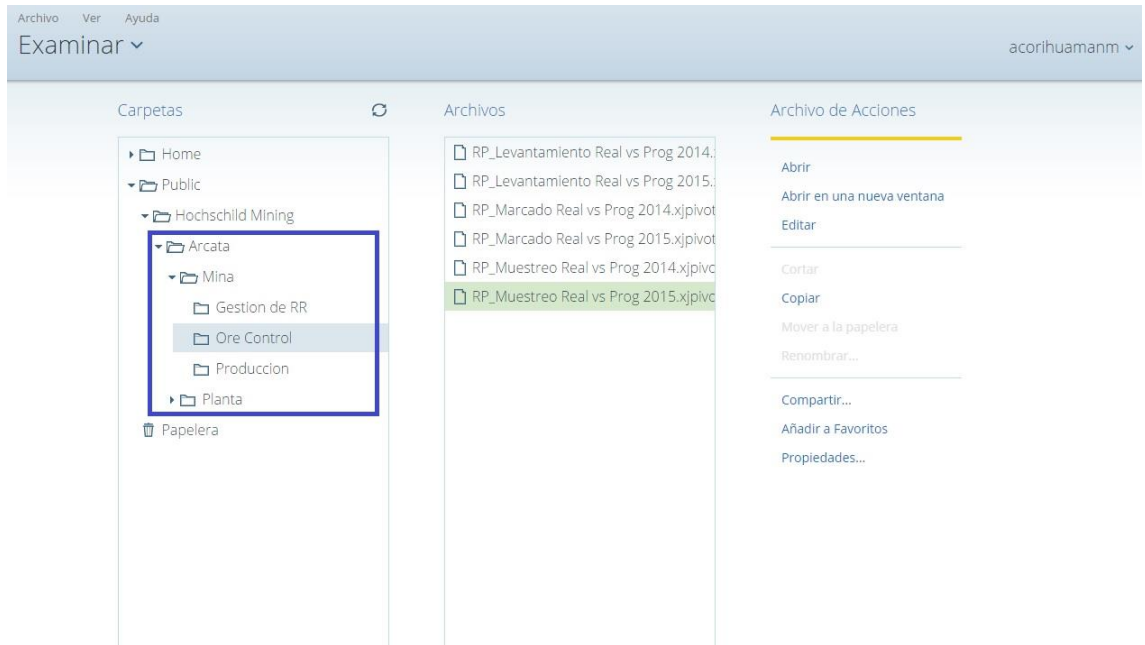 Archivo Ver Ayuda
Examinar
acorihuamanm
Carpetas
Home
Public
Hochschild Mining
Arcata
Mina
Gestion de RR
Ore Control
Produccion
Planta
Papelera
Archivos
RP_Levantamiento Real vs Prog 2014.
RP_Levantamiento Real vs Prog 2015.
RP_Marcado Real vs Prog 2014.xjpivot
RP_Marcado Real vs Prog 2015.xjpivot
RP_Muestreo Real vs Prog 2014.xjpivo
RP_Muestreo Real vs Prog 2015.xjpivo
Archivo de Acciones
Abrir
Abrir en una nueva ventana
Editar
Cortar
Copiar
Mover a la papelera
Renombrar...
Compartir...
Añadir a Favoritos
Propiedades...